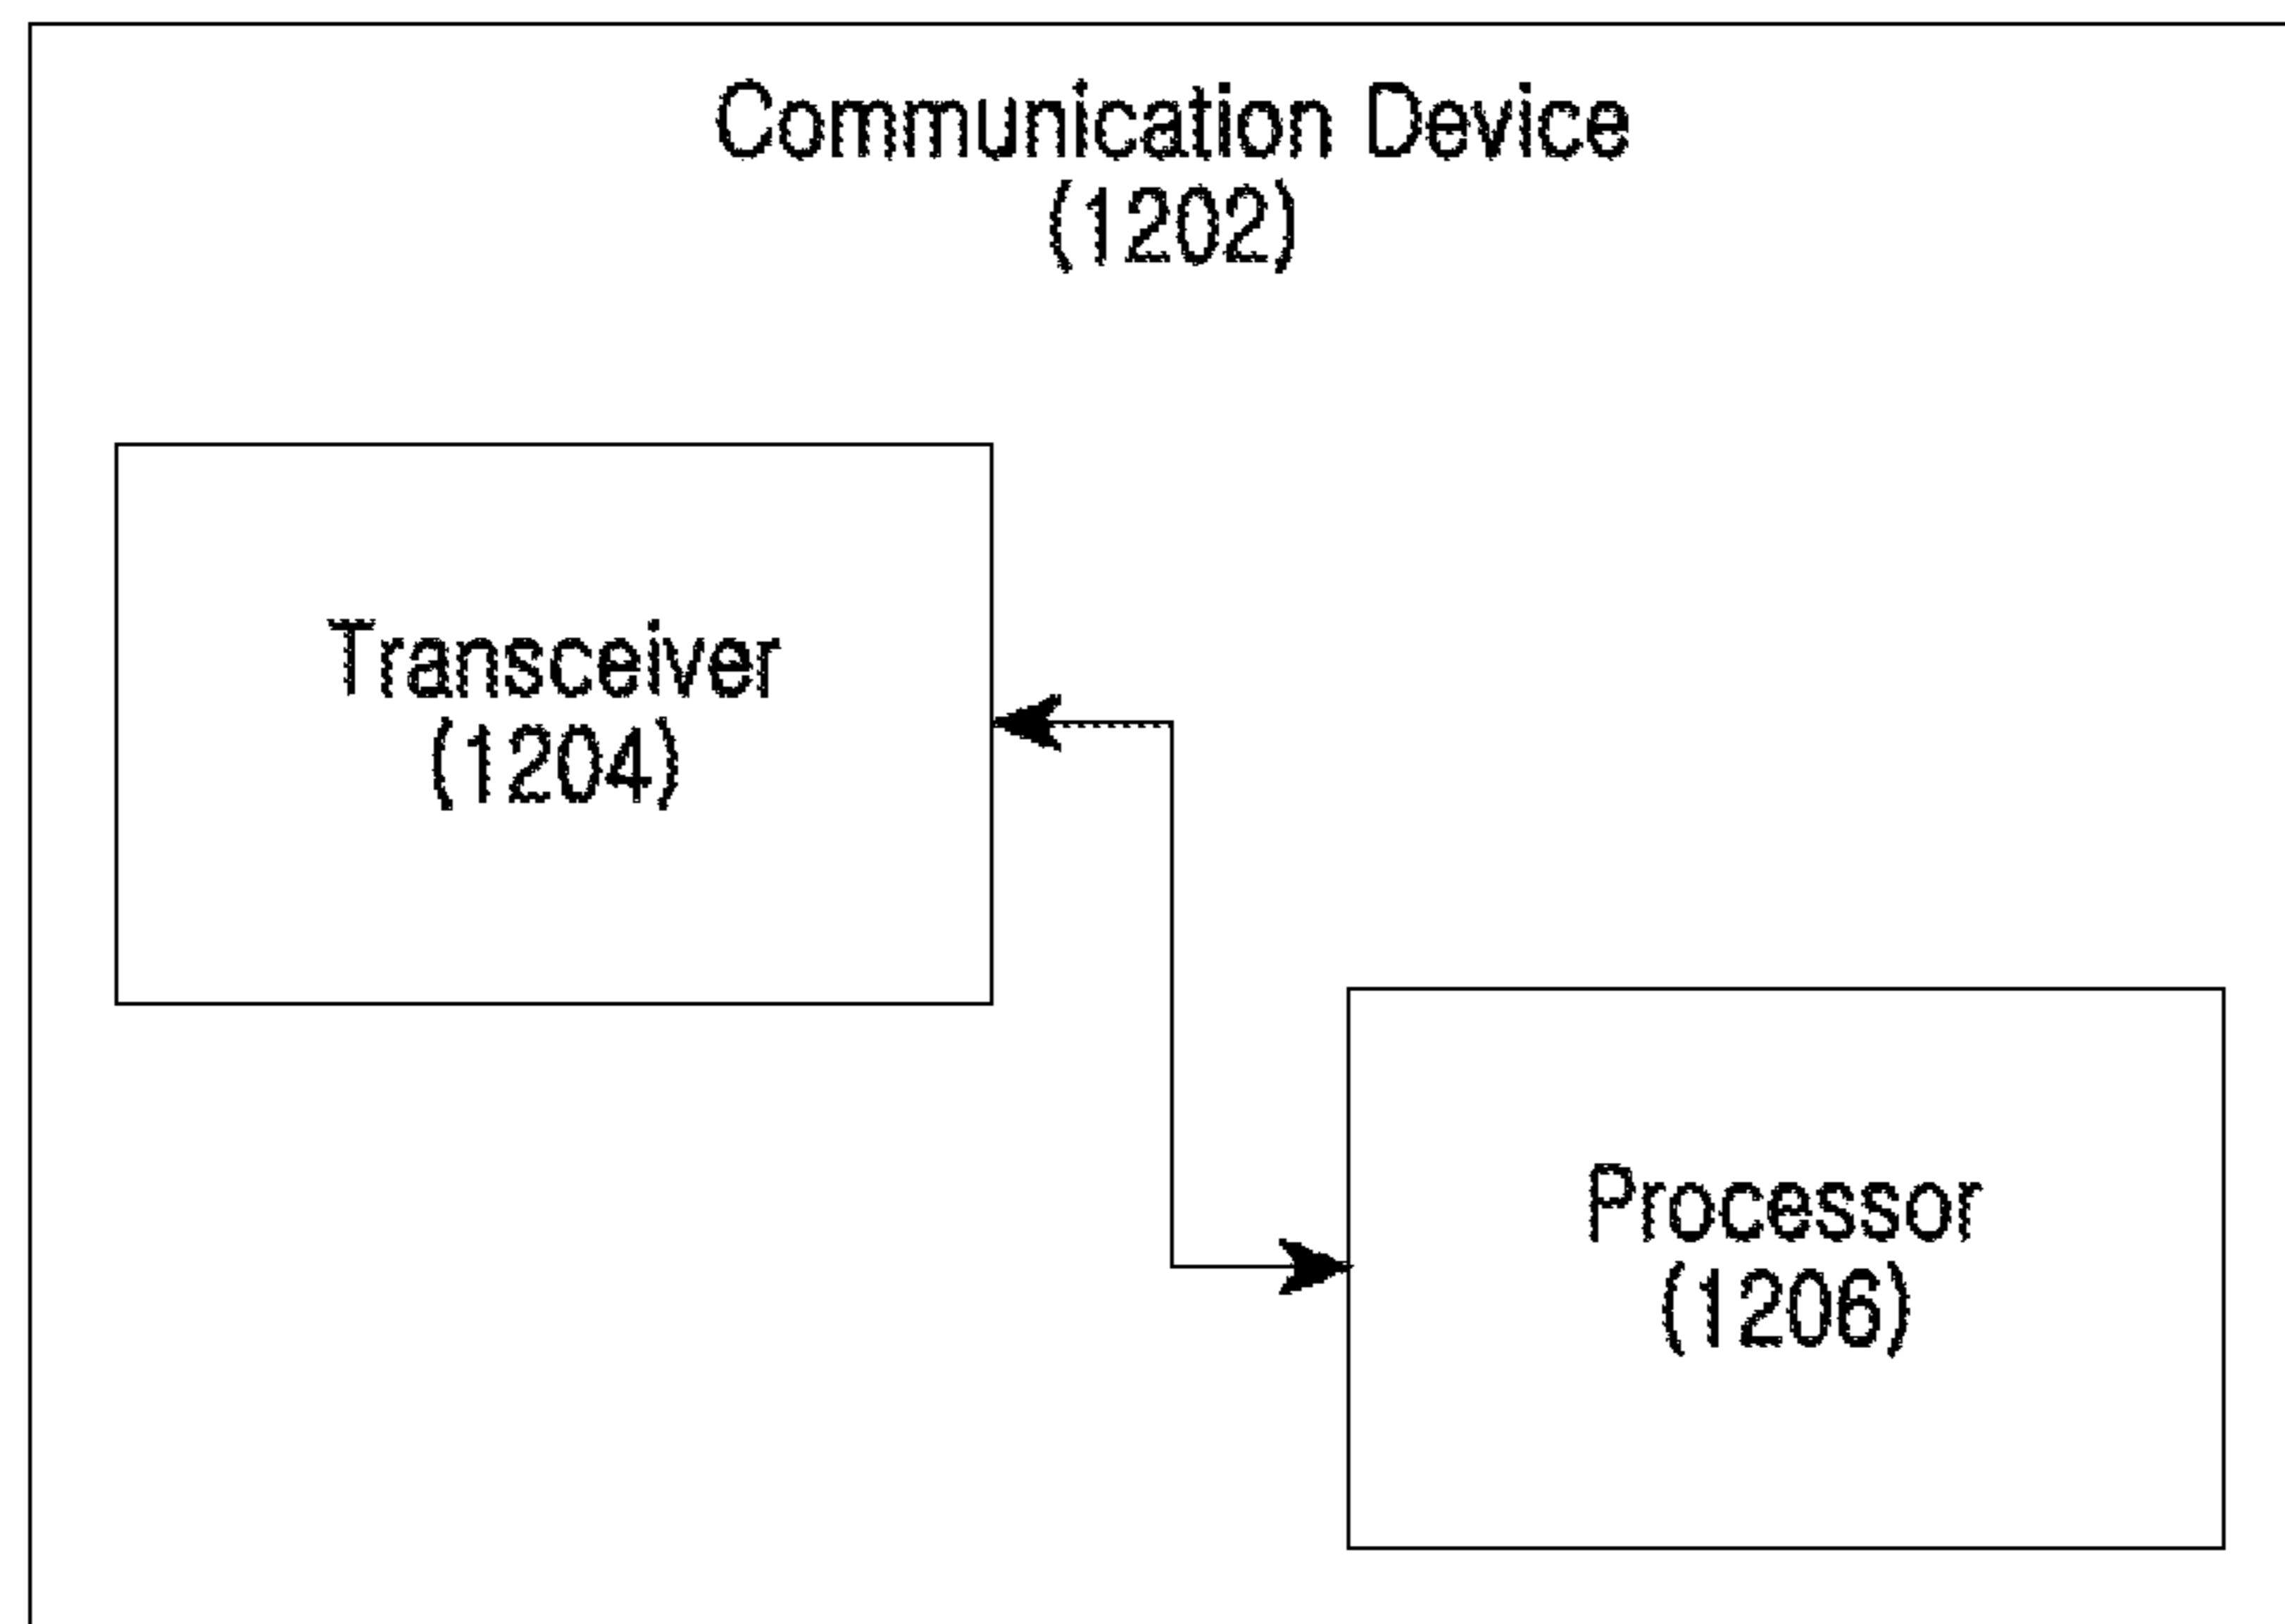 Communication Device
(1202)
Transceiver
(1204)
Processor
(1206)